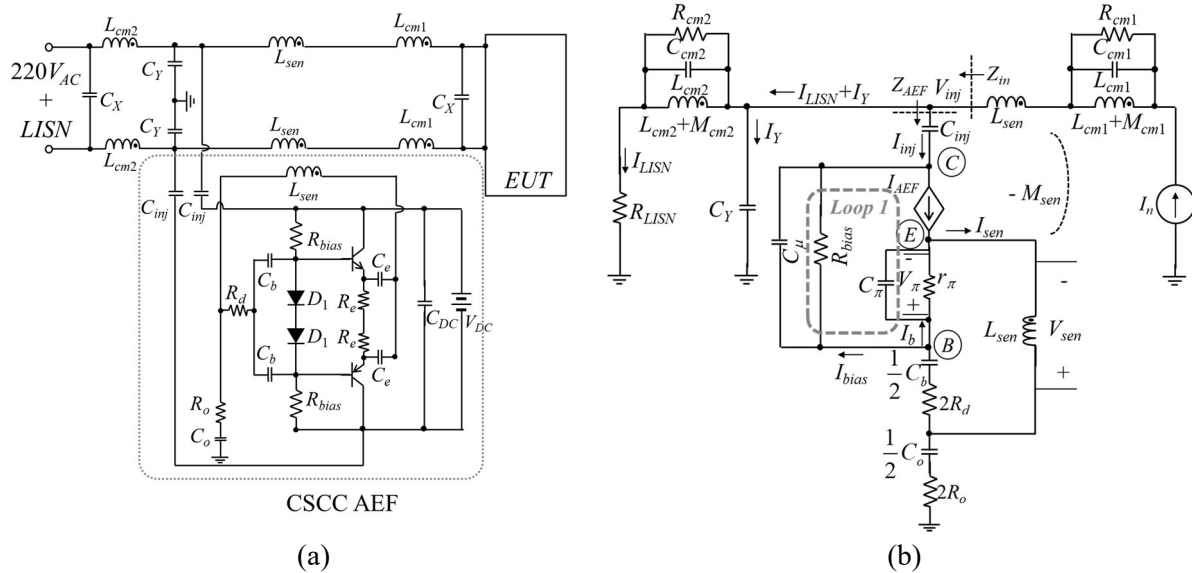 L_cm2
L_sen
L_cm1
220V_AC
+
LISN
C_X
C_Y
C_Y
C_X
L_cm2
L_sen
L_cm1
EUT
L_sen
C_inj
C_inj
R_bias
C_b
C_e
R_d
D_1
R_e
C_DC
V_DC
D_1
R_e
C_b
C_e
R_o
R_bias
C_o
CSCC AEF
(a)
R_cm2
C_cm2
L_cm2
L_cm2+M_cm2
I_LISN+I_Y
Z_AEF
V_inj
Z_in
L_sen
R_cm1
C_cm1
L_cm1
L_cm1+M_cm1
I_LISN
I_Y
I_inj
C_inj
C
R_LISN
C_Y
I_AEF
- M_sen
I_n
Loop 1
C_μ
R_bias
E
I_sen
-
C_π
V_π
r_π
+
-
L_sen
V_sen
+
I_b
B
I_bias
1/2 C_b
2R_d
1/2 C_o
2R_o
(b)